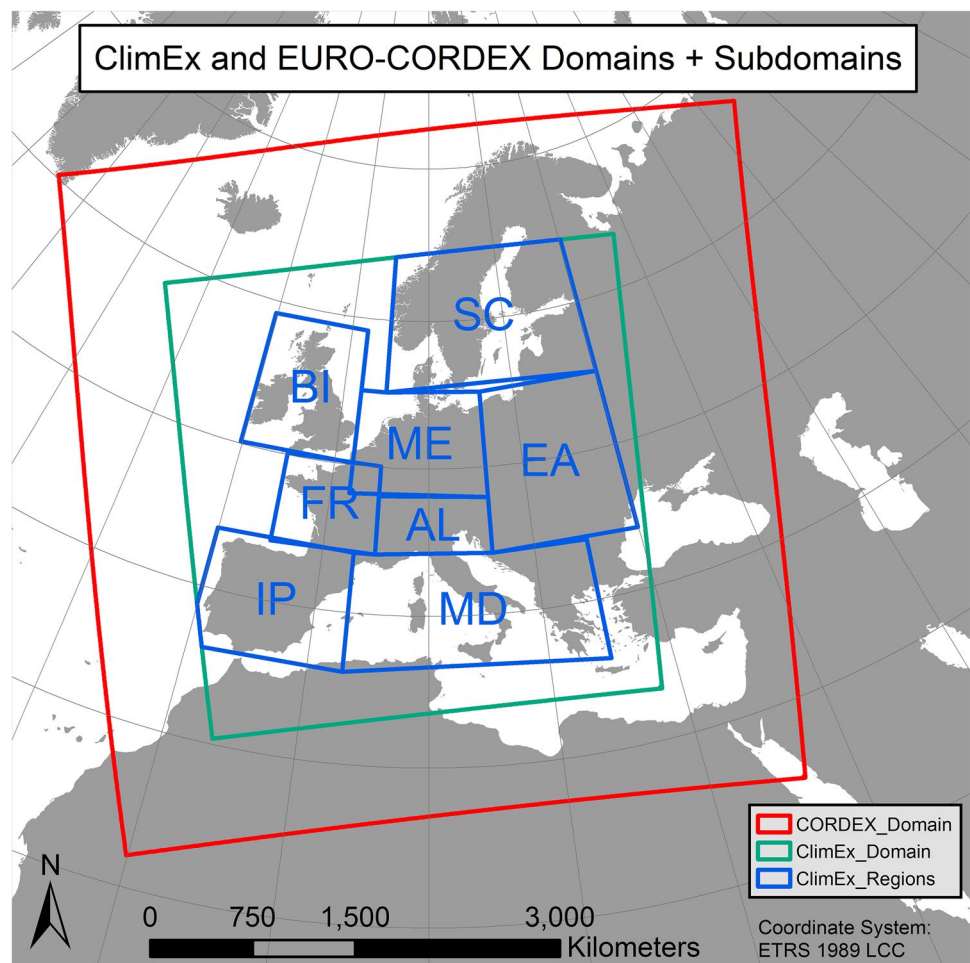 ClimEx and EURO-CORDEX Domains + Subdomains
SC
BI
ME
EA
FR
AL
IP
MD
CORDEX_Domain
ClimEx_Domain
ClimEx_Regions
N
0 750 1,500 3,000
Kilometers
Coordinate System:
ETRS 1989 LCC